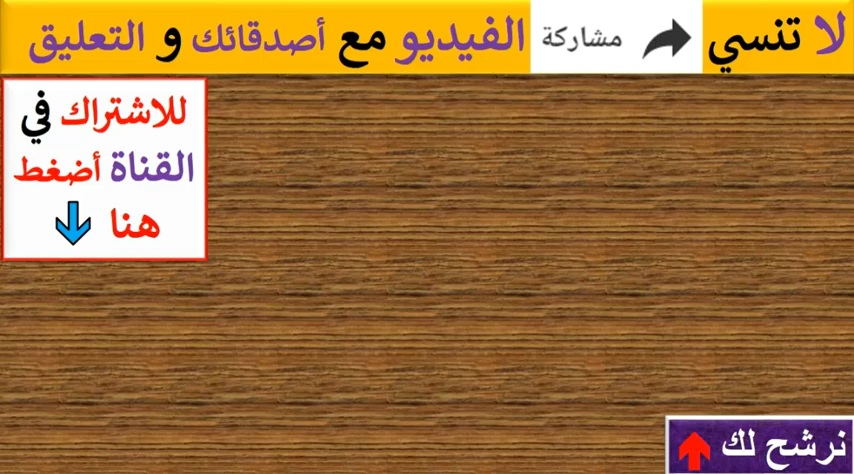 لا تنسي مشاركة الفيديو مع أصدقائك و التعليق
للاشتراك في
القناة أضغط
هنا
نرشح لك